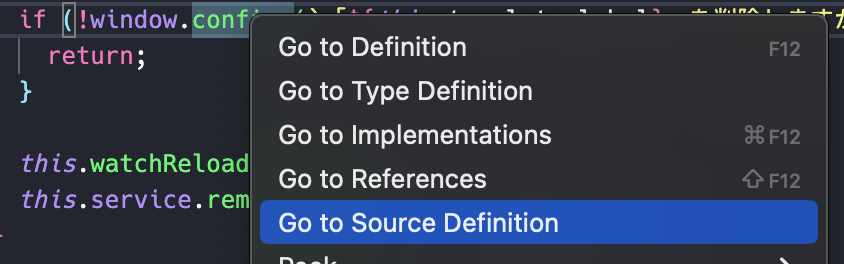 if (!window.confi
return;
}
this.watchReload
this.service.rem
Go to Definition F12
Go to Type Definition
Go to Implementations ⌘F12
Go to References ⇧F12
Go to Source Definition